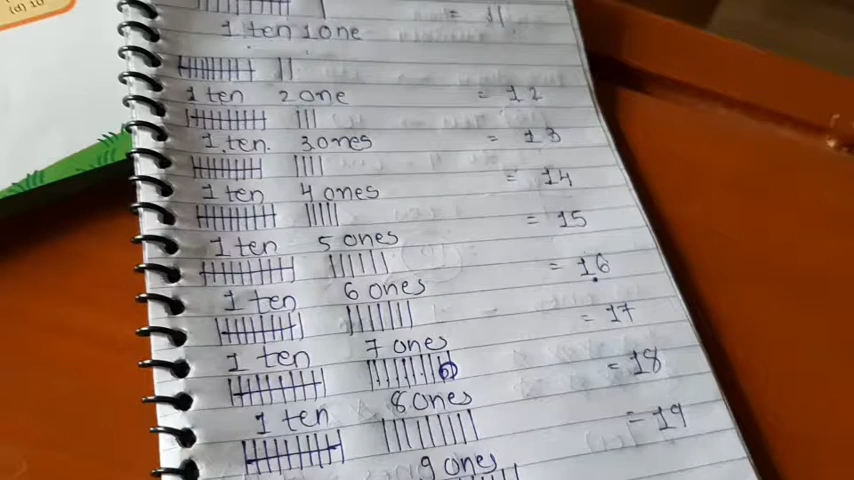 (d) 10
= 11
1 ten 1 one
1 ten 2 one = 12
1 ten. 3 ones = 13
1 ten 4 ones = 14
1 ten 5 ones = 15
1 ten 6 ones = 16
1 ten 7 ones = 17
1 ten 8 ones = 18
9 ones = 19